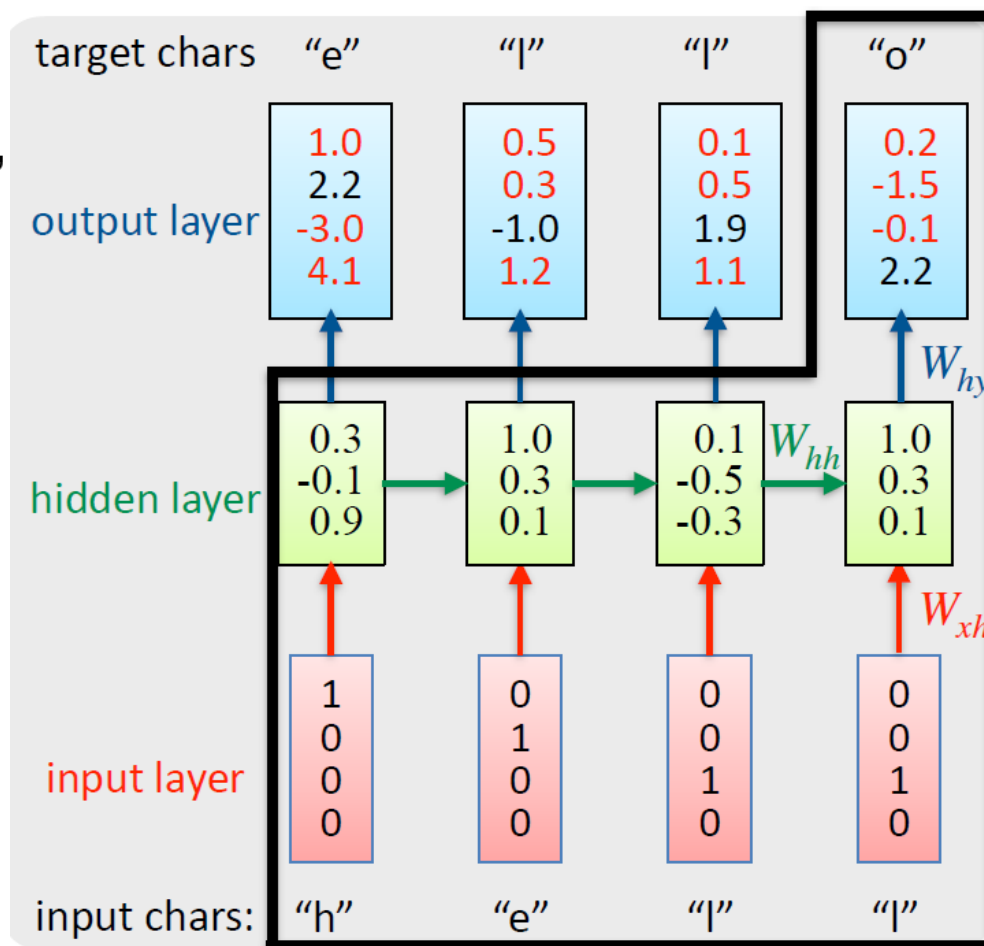 target chars “e” “l” “l” “o”
1.0 0.5 0.1 0.2
2.2 0.3 0.5 -1.5
output layer -3.0 -1.0 1.9 -0.1
4.1 1.2 1.1 2.2
W_hy
0.3 1.0 0.1 W_hh 1.0
hidden layer -0.1 0.3 -0.5 0.3
0.9 0.1 -0.3 0.1
W_xh
1 0 0 0
0 1 0 0
input layer 0 0 1 1
0 0 0 0
input chars: “h” “e” “l” “l”